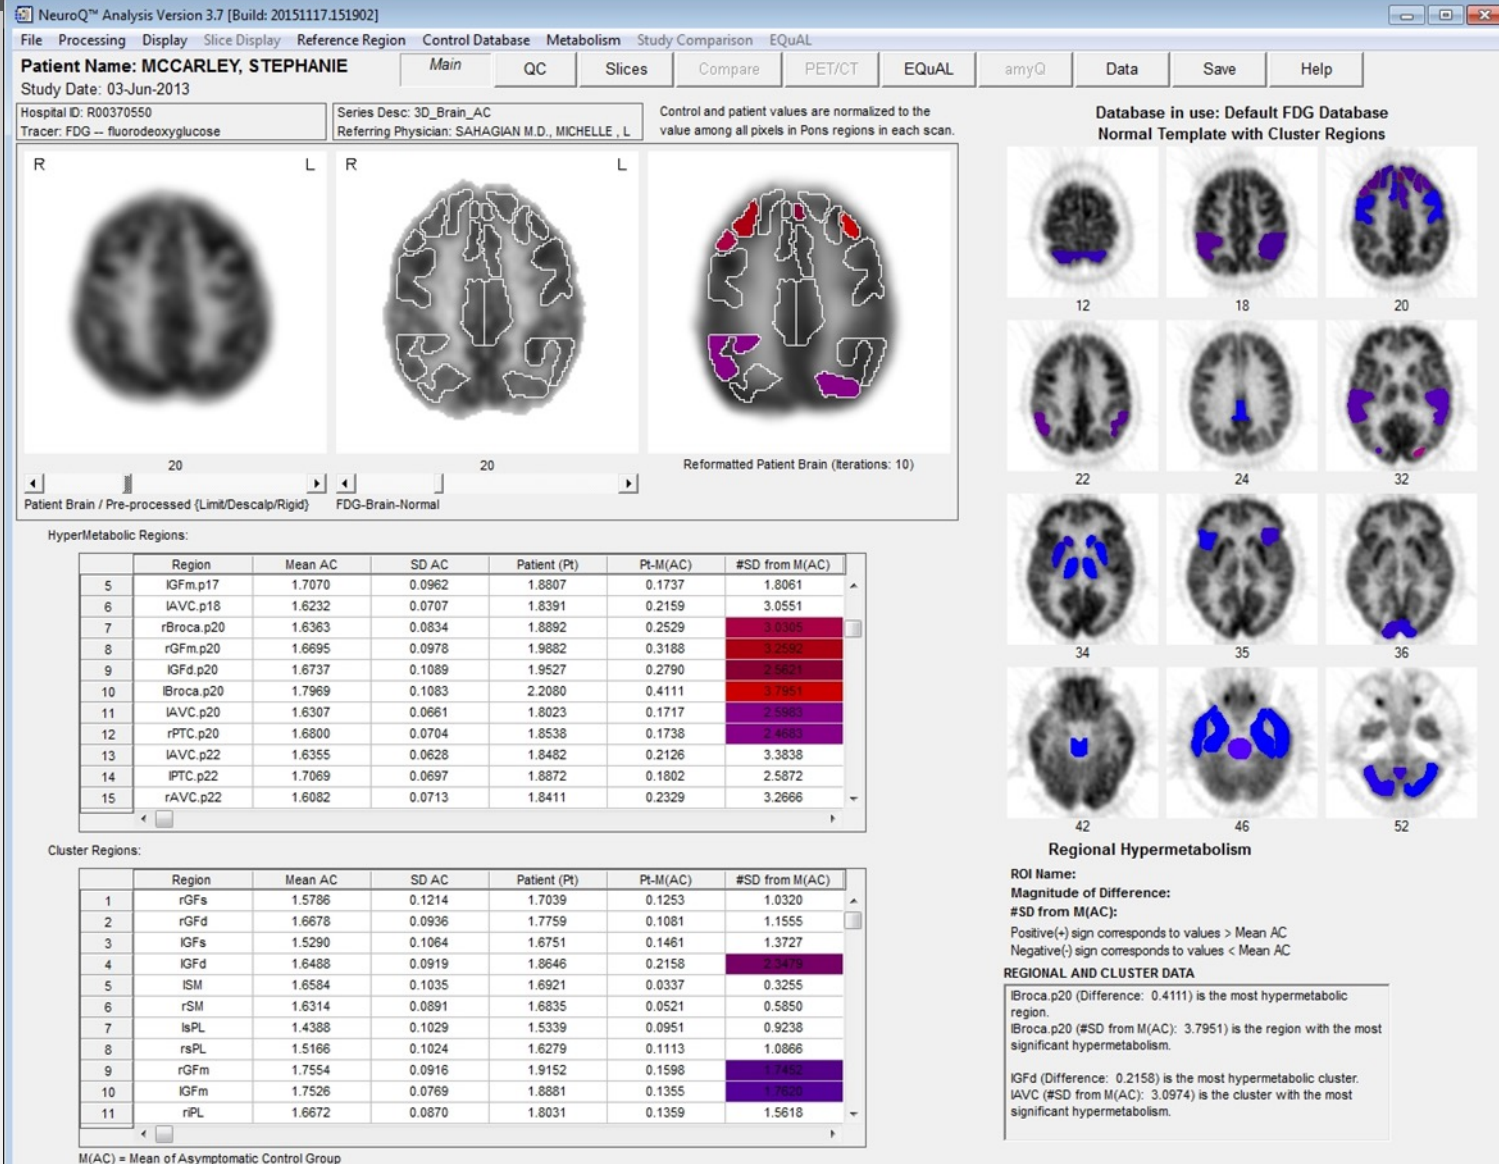 NeuroQ™ Analysis Version 3.7 [Build: 20151117.151902]
File Processing Display Slice Display Reference Region Control Database Metabolism Study Comparison EQuAL
Patient Name: MCCARLEY, STEPHANIE
Study Date: 03-Jun-2013
Main QC Slices Compare PET/CT EQuAL amyQ Data Save Help
Hospital ID: R00370550
Tracer: FDG -- fluorodeoxyglucose
Series Desc: 3D_Brain_AC
Referring Physician: SAHAGIAN M.D., MICHELLE , L
Control and patient values are normalized to the
value among all pixels in Pons regions in each scan.
Database in use: Default FDG Database
Normal Template with Cluster Regions
R L R L
20 20 Reformatted Patient Brain (Iterations: 10)
Patient Brain / Pre-processed {Limit/Descalp/Rigid} FDG-Brain-Normal
12 18 20
22 24 32
34 35 36
42 46 52
HyperMetabolic Regions:
Region Mean AC SD AC Patient (Pt) Pt-M(AC) #SD from M(AC)
5 lGFm.p17 1.7070 0.0962 1.8807 0.1737 1.8061
6 lAVC.p18 1.6232 0.0707 1.8391 0.2159 3.0551
7 rBroca.p20 1.6363 0.0834 1.8892 0.2529 3.0305
8 rGFm.p20 1.6695 0.0978 1.9882 0.3188 3.2592
9 lGFd.p20 1.6737 0.1089 1.9527 0.2790 2.5621
10 lBroca.p20 1.7969 0.1083 2.2080 0.4111 3.7951
11 lAVC.p20 1.6307 0.0661 1.8023 0.1717 2.5983
12 rPTC.p20 1.6800 0.0704 1.8538 0.1738 2.4683
13 lAVC.p22 1.6355 0.0628 1.8482 0.2126 3.3838
14 lPTC.p22 1.7069 0.0697 1.8872 0.1802 2.5872
15 rAVC.p22 1.6082 0.0713 1.8411 0.2329 3.2666
Cluster Regions:
Region Mean AC SD AC Patient (Pt) Pt-M(AC) #SD from M(AC)
1 rGFs 1.5786 0.1214 1.7039 0.1253 1.0320
2 rGFd 1.6678 0.0936 1.7759 0.1081 1.1555
3 lGFs 1.5290 0.1064 1.6751 0.1461 1.3727
4 lGFd 1.6488 0.0919 1.8646 0.2158 2.3479
5 lSM 1.6584 0.1035 1.6921 0.0337 0.3255
6 rSM 1.6314 0.0891 1.6835 0.0521 0.5850
7 lsPL 1.4388 0.1029 1.5339 0.0951 0.9238
8 rsPL 1.5166 0.1024 1.6279 0.1113 1.0866
9 rGFm 1.7554 0.0916 1.9152 0.1598 1.7452
10 lGFm 1.7526 0.0769 1.8881 0.1355 1.7620
11 riPL 1.6672 0.0870 1.8031 0.1359 1.5618
M(AC) = Mean of Asymptomatic Control Group
Regional Hypermetabolism
ROI Name:
Magnitude of Difference:
#SD from M(AC):
Positive(+) sign corresponds to values > Mean AC
Negative(-) sign corresponds to values < Mean AC
REGIONAL AND CLUSTER DATA
lBroca.p20 (Difference: 0.4111) is the most hypermetabolic
region.
lBroca.p20 (#SD from M(AC): 3.7951) is the region with the most
significant hypermetabolism.
lGFd (Difference: 0.2158) is the most hypermetabolic cluster.
lAVC (#SD from M(AC): 3.0974) is the cluster with the most
significant hypermetabolism.